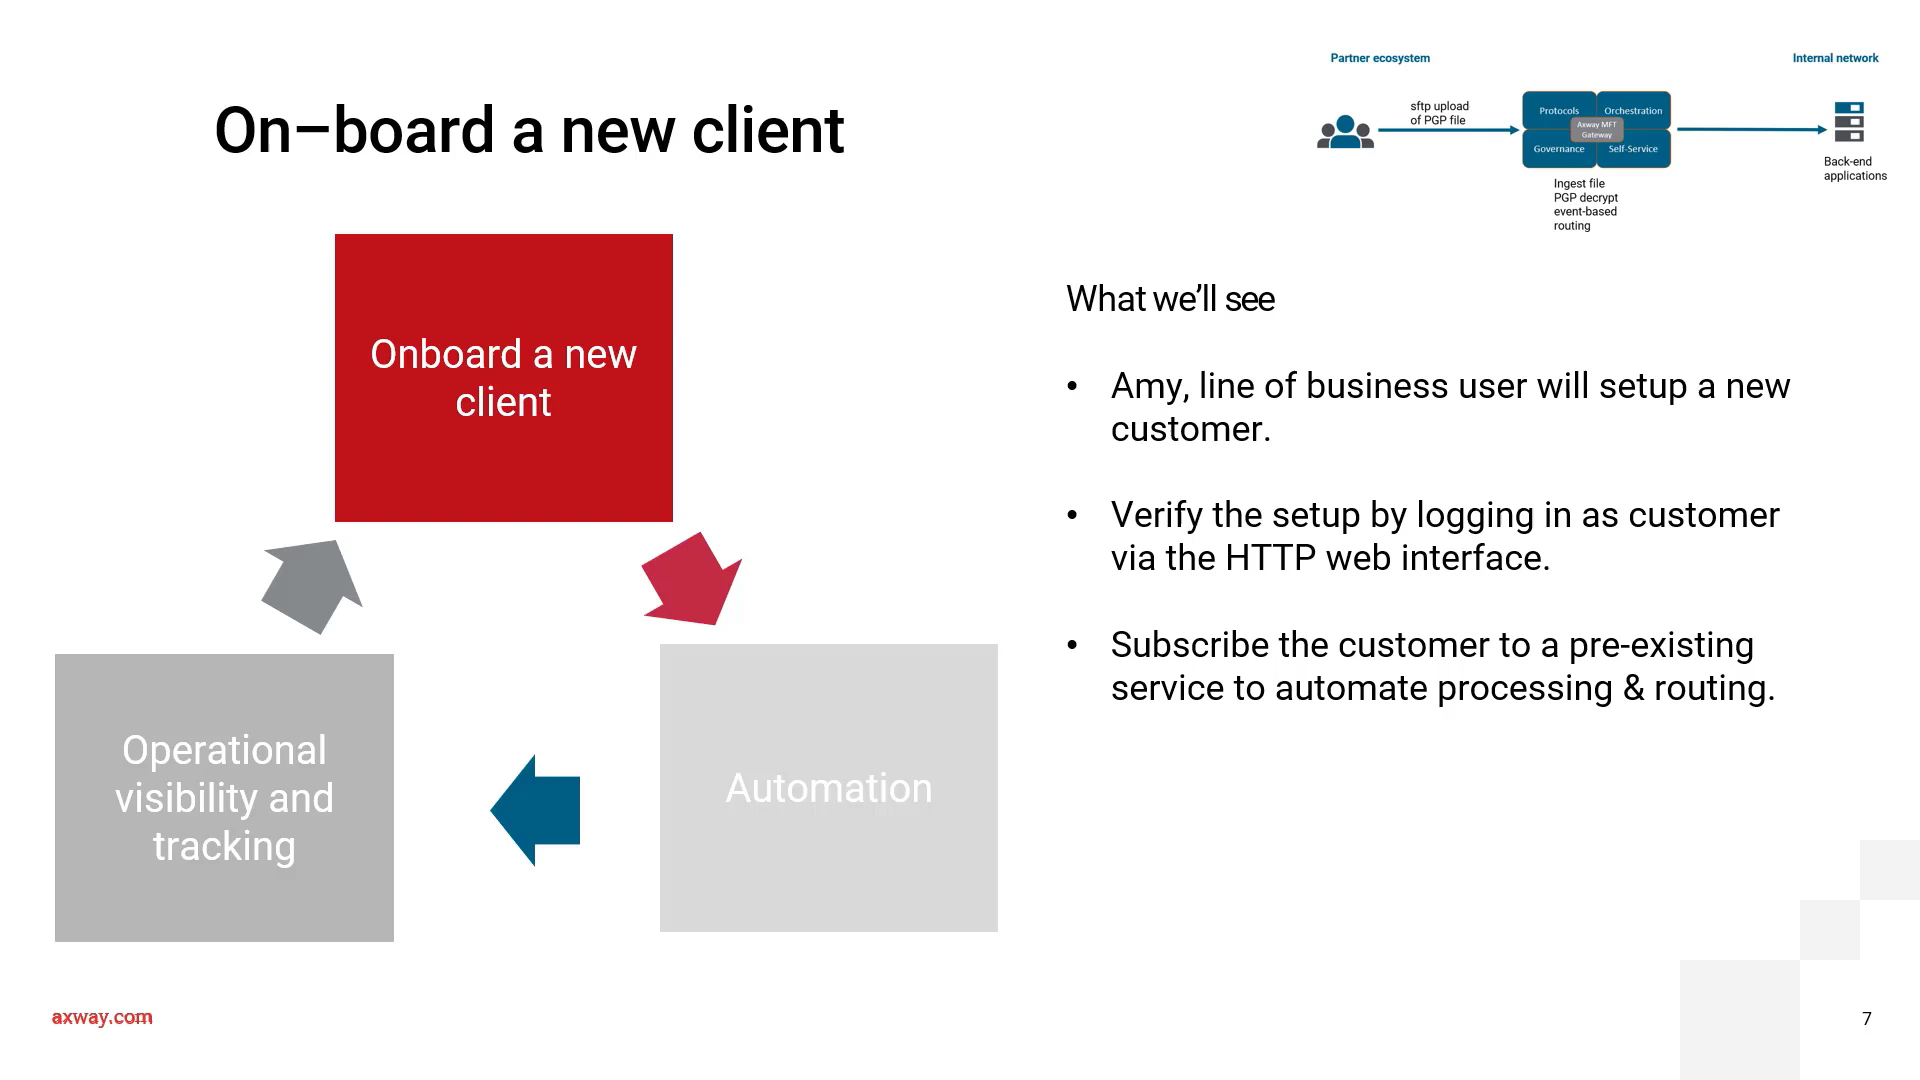 On–board a new client
Partner ecosystem
Internal network
sftp upload
of PGP file
Protocols
Orchestration
Axway MFT
Gateway
Governance
Self-Service
Back-end
applications
Ingest file
PGP decrypt
event-based
routing
Onboard a new
client
Automation
Operational
visibility and
tracking
What we’ll see
• Amy, line of business user will setup a new
customer.
• Verify the setup by logging in as customer
via the HTTP web interface.
• Subscribe the customer to a pre-existing
service to automate processing & routing.
axway.com
7